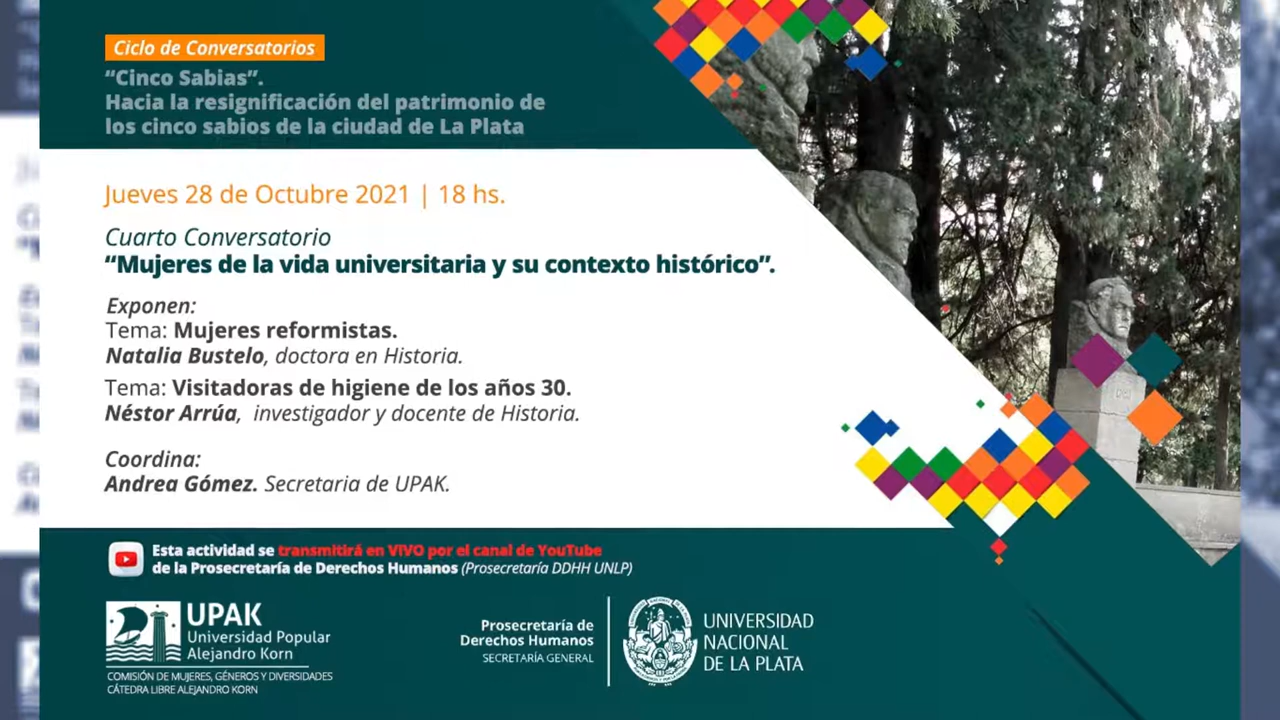 Ciclo de Conversatorios
“Cinco Sabias”.
Hacia la resignificación del patrimonio de
los cinco sabios de la ciudad de La Plata
Jueves 28 de Octubre 2021 | 18 hs.
Cuarto Conversatorio
“Mujeres de la vida universitaria y su contexto histórico”.
Exponen:
Tema: Mujeres reformistas.
Natalia Bustelo, doctora en Historia.
Tema: Visitadoras de higiene de los años 30.
Néstor Arrúa, investigador y docente de Historia.
Coordina:
Andrea Gómez. Secretaria de UPAK.
Esta actividad se transmitirá en VIVO por el canal de YouTube
de la Prosecretaría de Derechos Humanos (Prosecretaría DDHH UNLP)
UPAK
Universidad Popular
Alejandro Korn
COMISIÓN DE MUJERES, GÉNEROS Y DIVERSIDADES
CÁTEDRA LIBRE ALEJANDRO KORN
Prosecretaría de
Derechos Humanos
SECRETARÍA GENERAL
UNIVERSIDAD
NACIONAL
DE LA PLATA